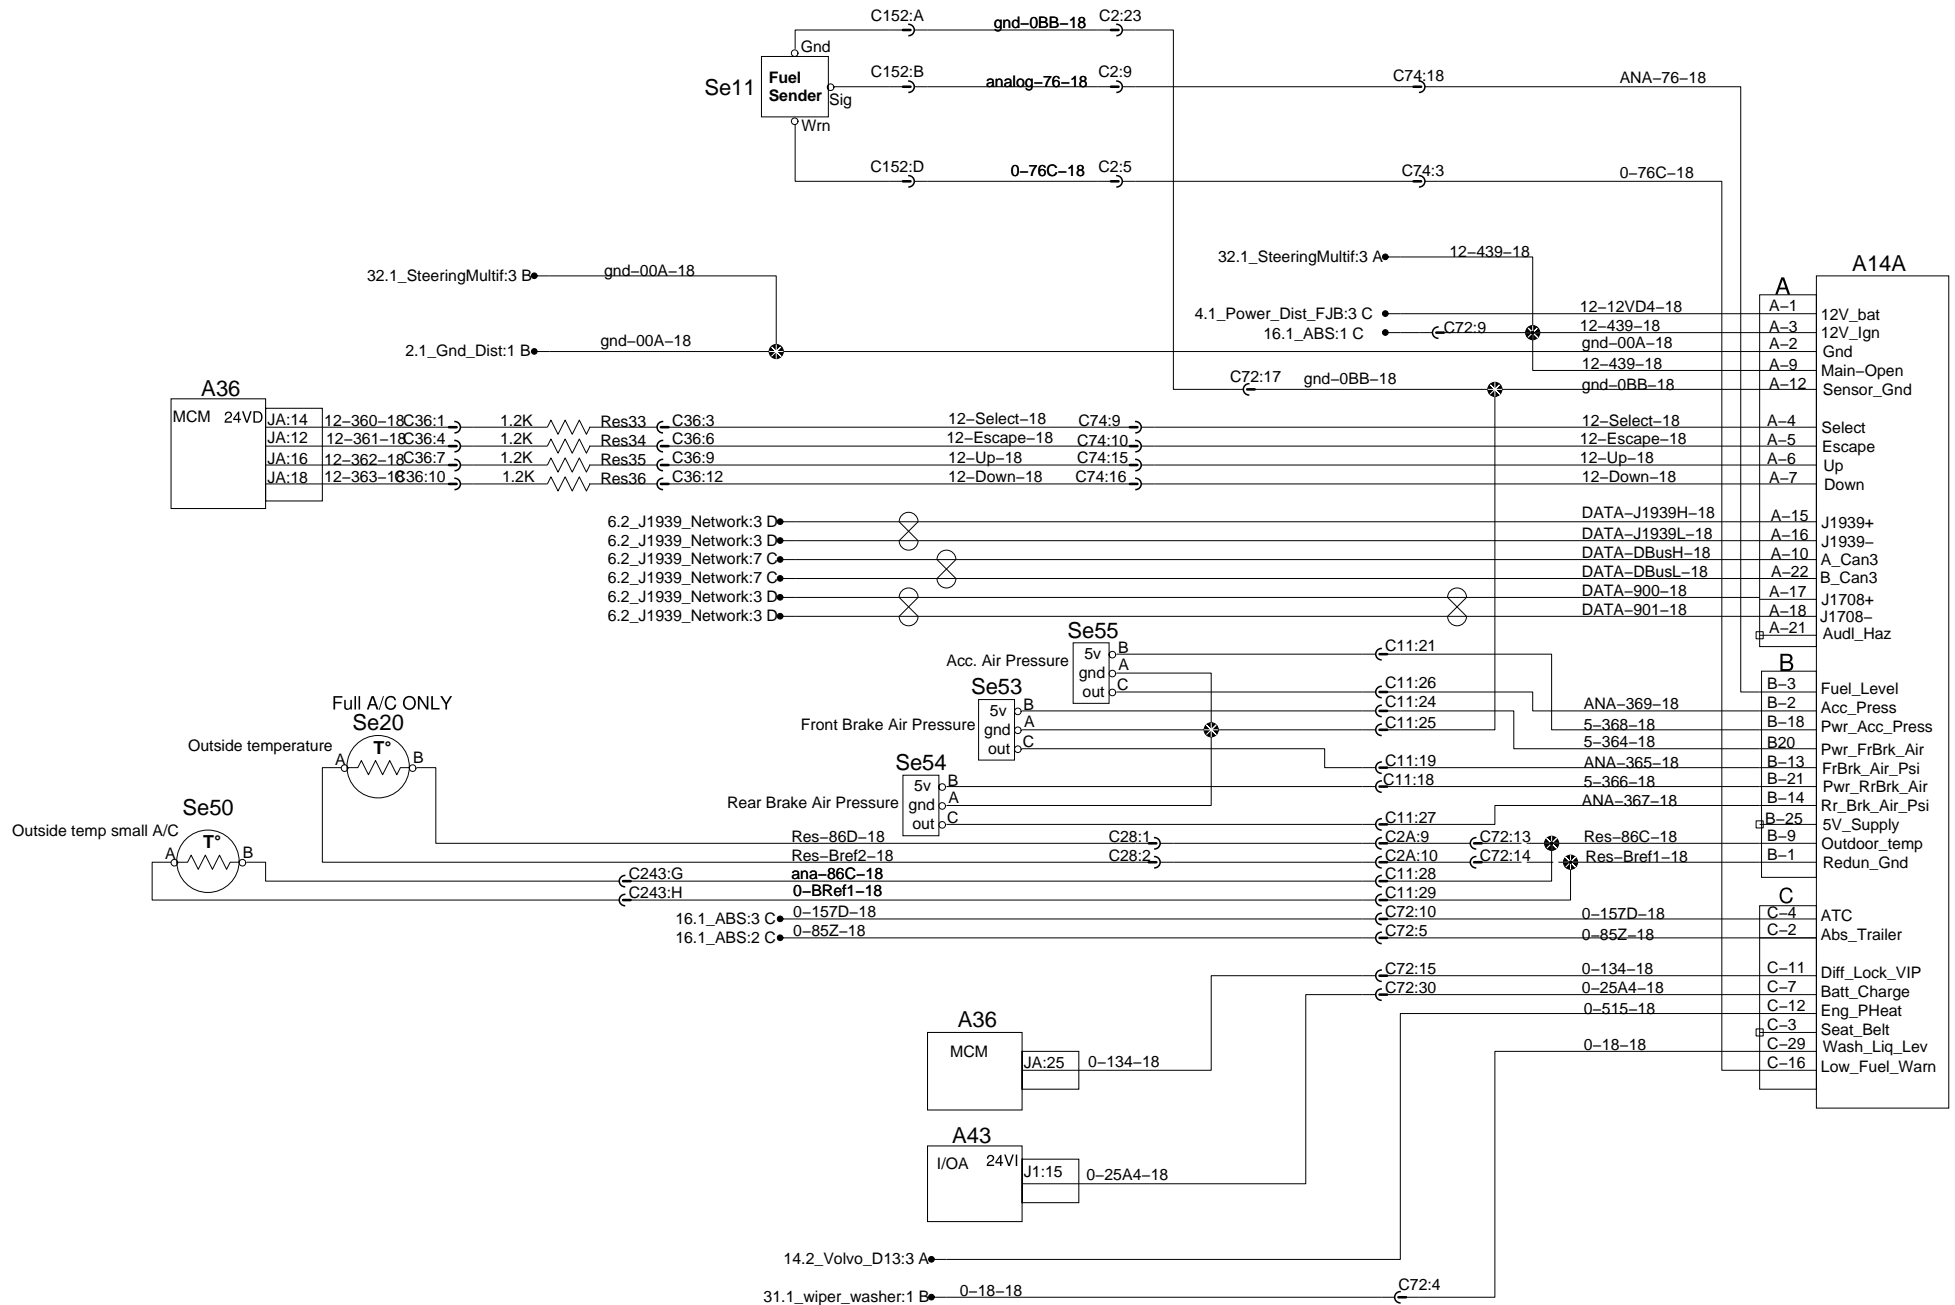 C152:A gnd-0BB-18 C2:23
Gnd
Se11 Fuel Sender Sig C152:B analog-76-18 C2:9 C74:18 ANA-76-18
Wrn
C152:D 0-76C-18 C2:5 C74:3 0-76C-18
32.1_SteeringMultif:3 A 12-439-18
32.1_SteeringMultif:3 B gnd-00A-18
A14A
A
4.1_Power_Dist_FJB:3 C 12-12VD4-18 A-1 12V_bat
16.1_ABS:1 C C72:9 12-439-18 A-3 12V_Ign
2.1_Gnd_Dist:1 B gnd-00A-18 gnd-00A-18 A-2 Gnd
12-439-18 A-9 Main-Open
C72:17 gnd-0BB-18 gnd-0BB-18 A-12 Sensor_Gnd
A36
MCM 24VD
JA:14 12-360-18 C36:1 1.2K Res33 C36:3 12-Select-18 C74:9 12-Select-18 A-4 Select
JA:12 12-361-18 C36:4 1.2K Res34 C36:6 12-Escape-18 C74:10 12-Escape-18 A-5 Escape
JA:16 12-362-18 C36:7 1.2K Res35 C36:9 12-Up-18 C74:15 12-Up-18 A-6 Up
JA:18 12-363-18 C36:10 1.2K Res36 C36:12 12-Down-18 C74:16 12-Down-18 A-7 Down
6.2_J1939_Network:3 D DATA-J1939H-18 A-15 J1939+
6.2_J1939_Network:3 D DATA-J1939L-18 A-16 J1939-
6.2_J1939_Network:7 C DATA-DBusH-18 A-10 A_Can3
6.2_J1939_Network:7 C DATA-DBusL-18 A-22 B_Can3
6.2_J1939_Network:3 D DATA-900-18 A-17 J1708+
6.2_J1939_Network:3 D DATA-901-18 A-18 J1708-
A-21 Audl_Haz
Se55
Acc. Air Pressure
5v B C11:21
gnd A
out C C11:26
B
B-3 Fuel_Level
Se53
Front Brake Air Pressure
5v B C11:24 ANA-369-18 B-2 Acc_Press
gnd A C11:25 5-368-18 B-18 Pwr_Acc_Press
out C 5-364-18 B20 Pwr_FrBrk_Air
C11:19 ANA-365-18 B-13 FrBrk_Air_Psi
Full A/C ONLY
Se20
Outside temperature
T°
A B
Se54
Rear Brake Air Pressure
5v B C11:18 5-366-18 B-21 Pwr_RrBrk_Air
gnd A ANA-367-18 B-14 Rr_Brk_Air_Psi
out C C11:27 B-25 5V_Supply
Se50
Outside temp small A/C
T°
A B
Res-86D-18 C28:1 C2A:9 C72:13 Res-86C-18 B-9 Outdoor_temp
Res-Bref2-18 C28:2 C2A:10 C72:14 Res-Bref1-18 B-1 Redun_Gnd
C243:G ana-86C-18 C11:28
C243:H 0-BRef1-18 C11:29
C
16.1_ABS:3 C 0-157D-18 C72:10 0-157D-18 C-4 ATC
16.1_ABS:2 C 0-85Z-18 C72:5 0-85Z-18 C-2 Abs_Trailer
C72:15 0-134-18 C-11 Diff_Lock_VIP
C72:30 0-25A4-18 C-7 Batt_Charge
0-515-18 C-12 Eng_PHeat
C-3 Seat_Belt
0-18-18 C-29 Wash_Liq_Lev
C-16 Low_Fuel_Warn
A36
MCM
JA:25 0-134-18
A43
I/OA 24VI
J1:15 0-25A4-18
14.2_Volvo_D13:3 A
31.1_wiper_washer:1 B 0-18-18 C72:4